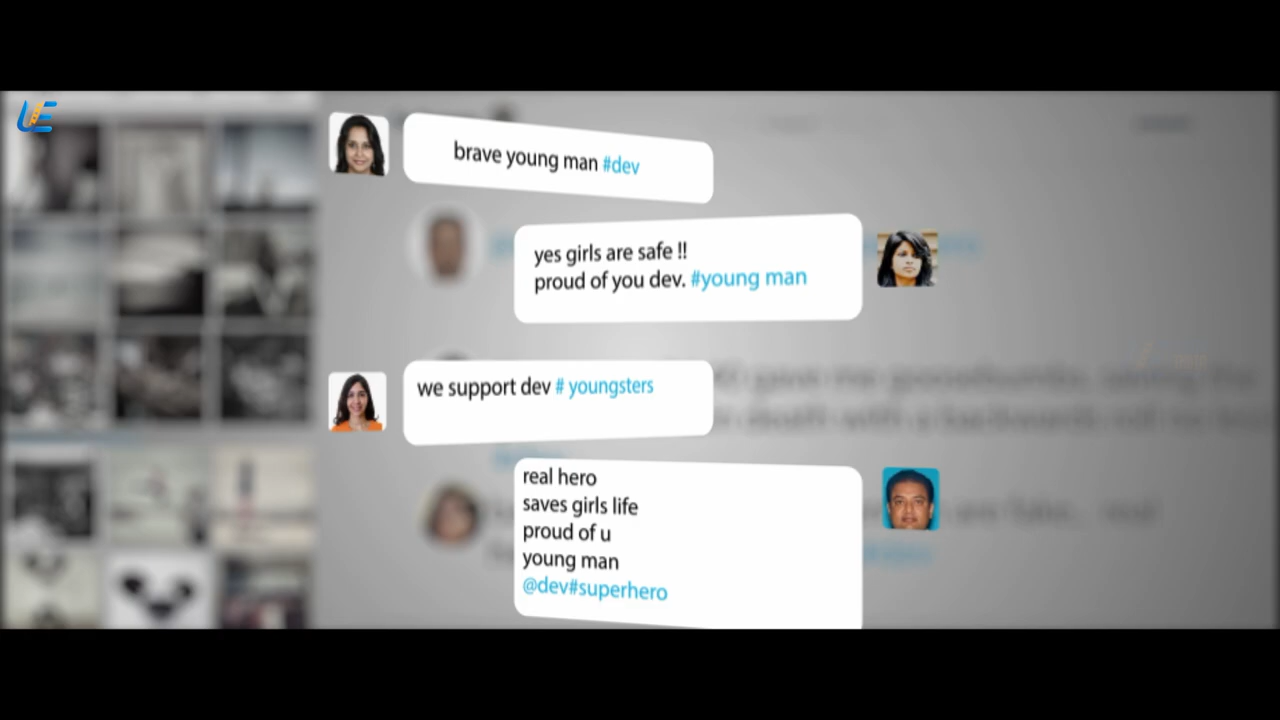 UE
brave young man #dev
yes girls are safe !!
proud of you dev. #young man
we support dev # youngsters
real hero
saves girls life
proud of u
young man
@dev#superhero